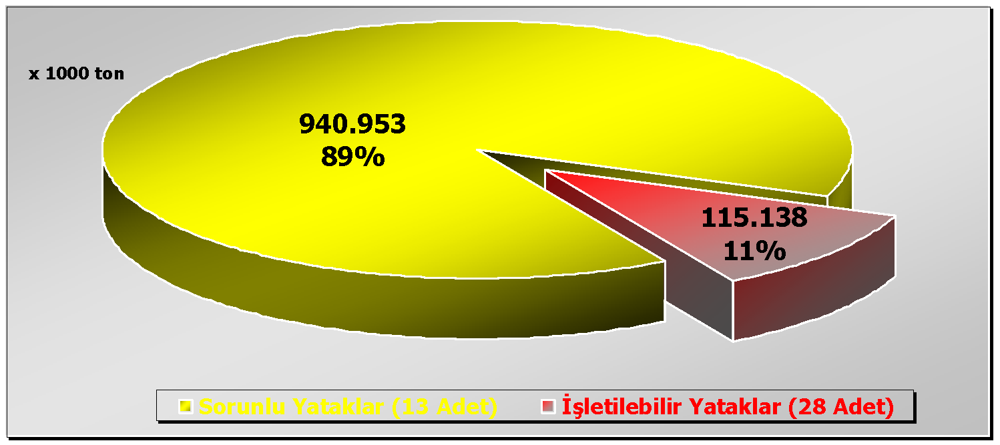 x 1000 ton
940.953
89%
115.138
11%
Sorunlu Yataklar (13 Adet)
İşletilebilir Yataklar (28 Adet)